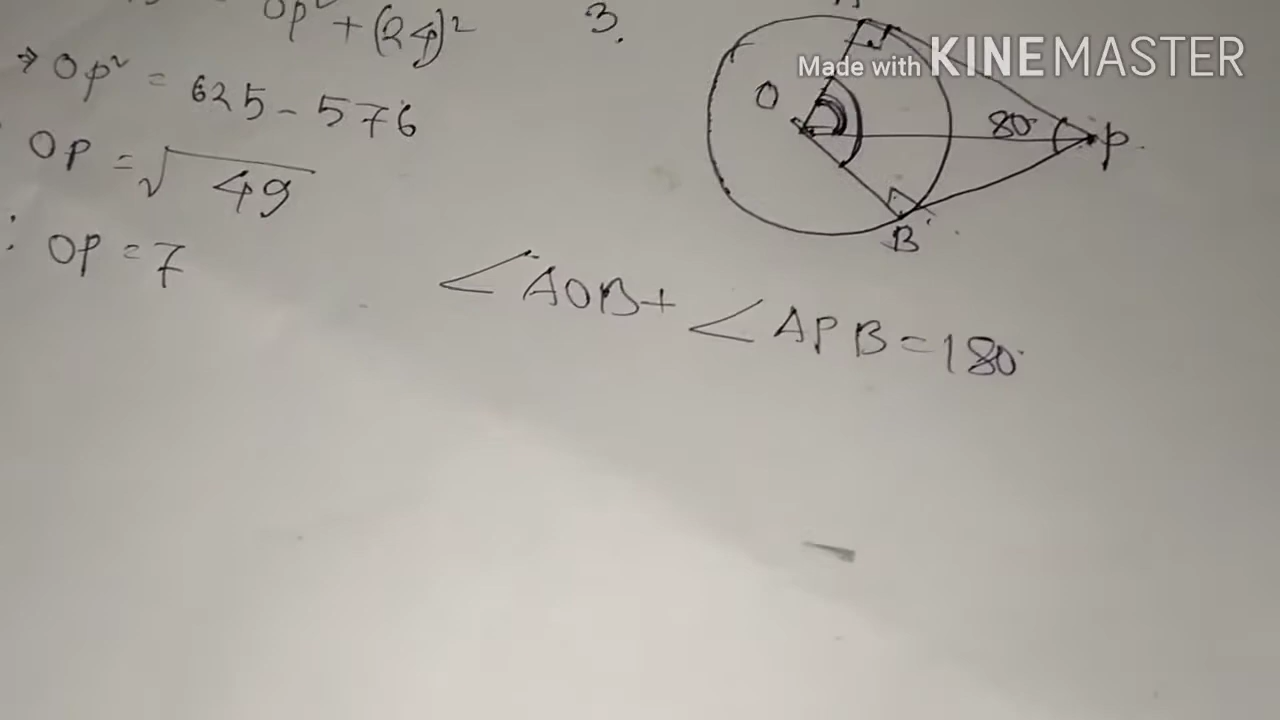 OP² + (24)²
⇒ OP² = 625 - 576
OP = √49
∴ OP = 7
3.
Made with KINEMASTER
O
80°
P
B
∠AOB + ∠APB = 180°